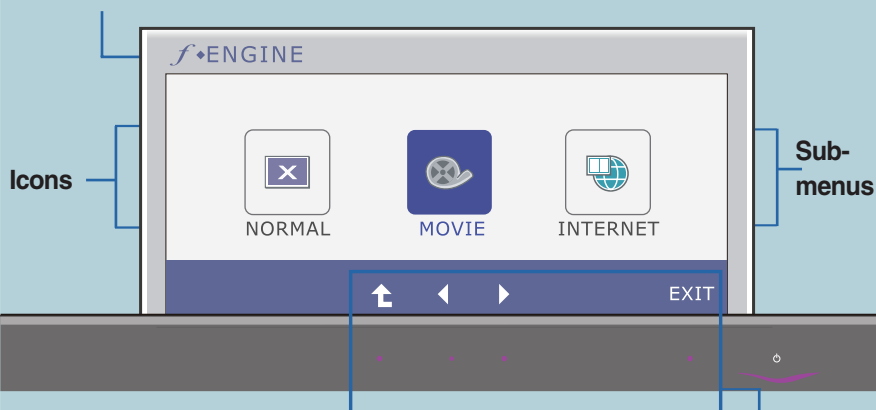 f ENGINE
Icons
Sub-
menus
NORMAL
MOVIE
INTERNET
EXIT